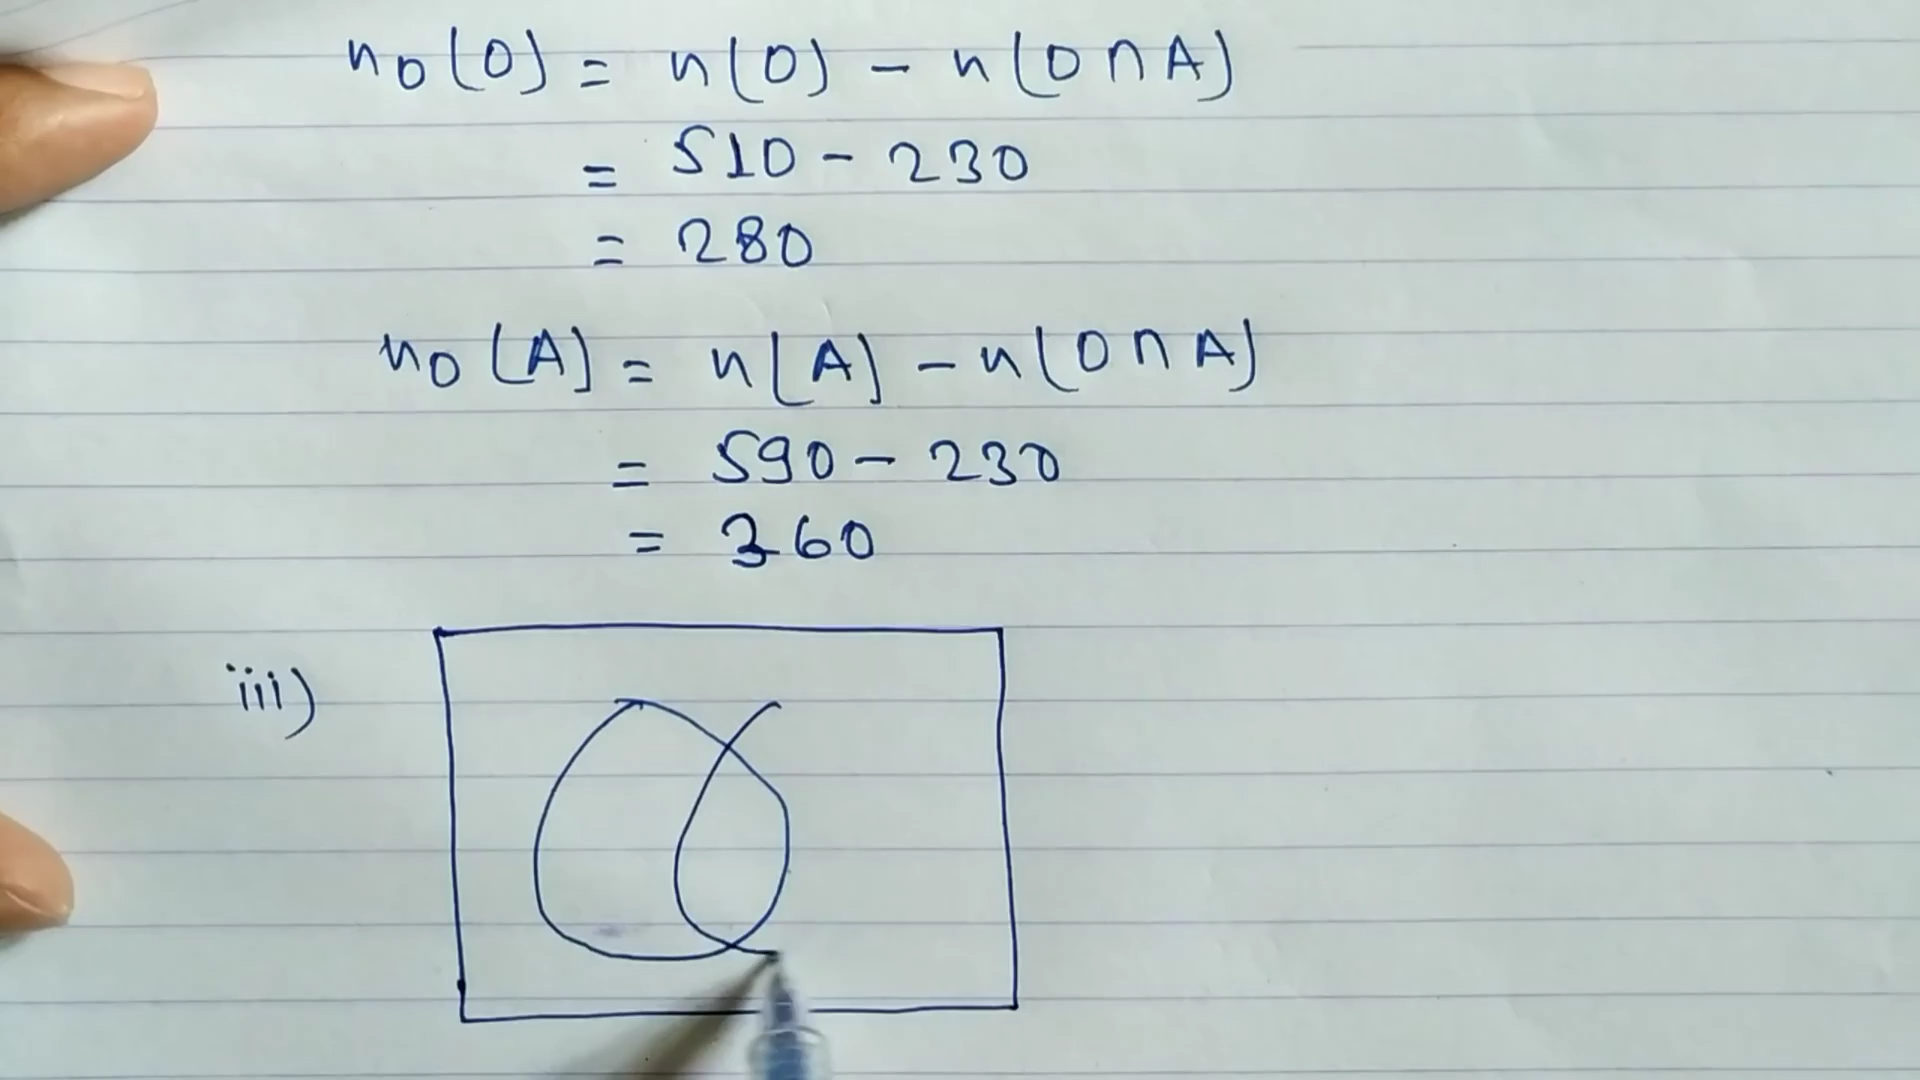 n₀(O) = n(O) - n(O∩A)
= 510 - 230
= 280
n₀(A) = n(A) - n(O∩A)
= 590 - 230
= 360
iii)